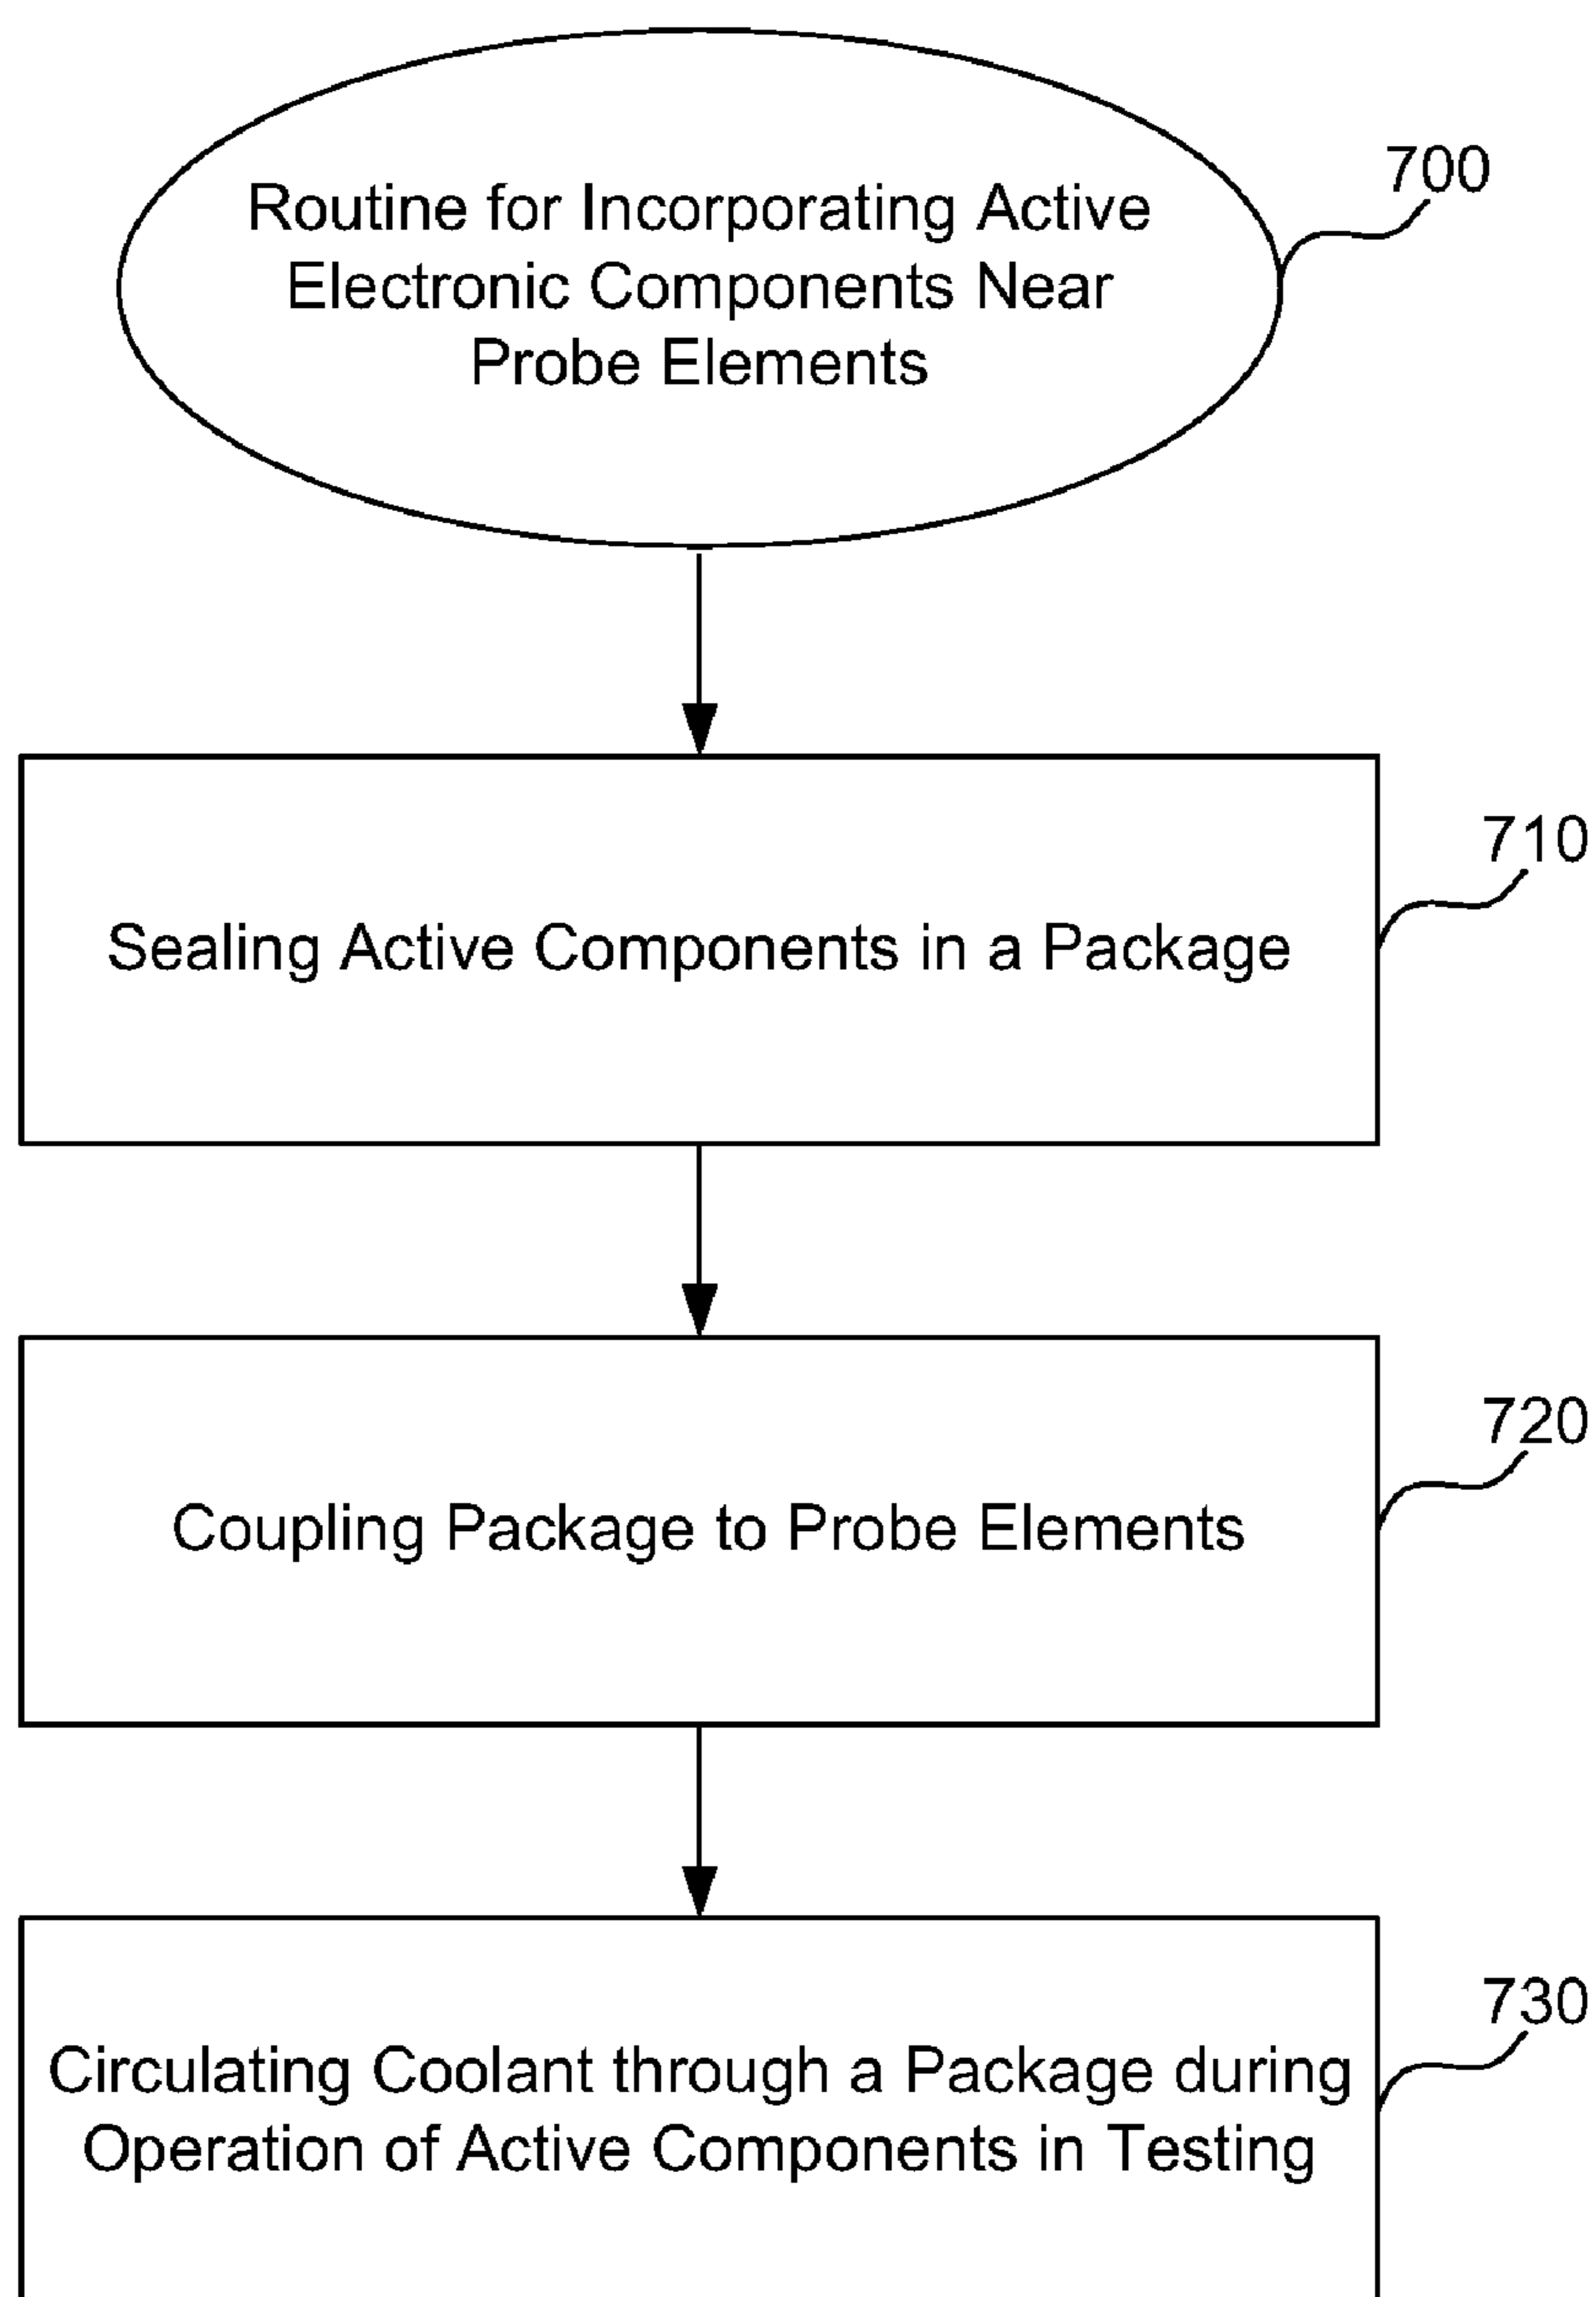 Routine for Incorporating Active
Electronic Components Near
Probe Elements
700
Sealing Active Components in a Package
710
Coupling Package to Probe Elements
720
Circulating Coolant through a Package during
Operation of Active Components in Testing
730